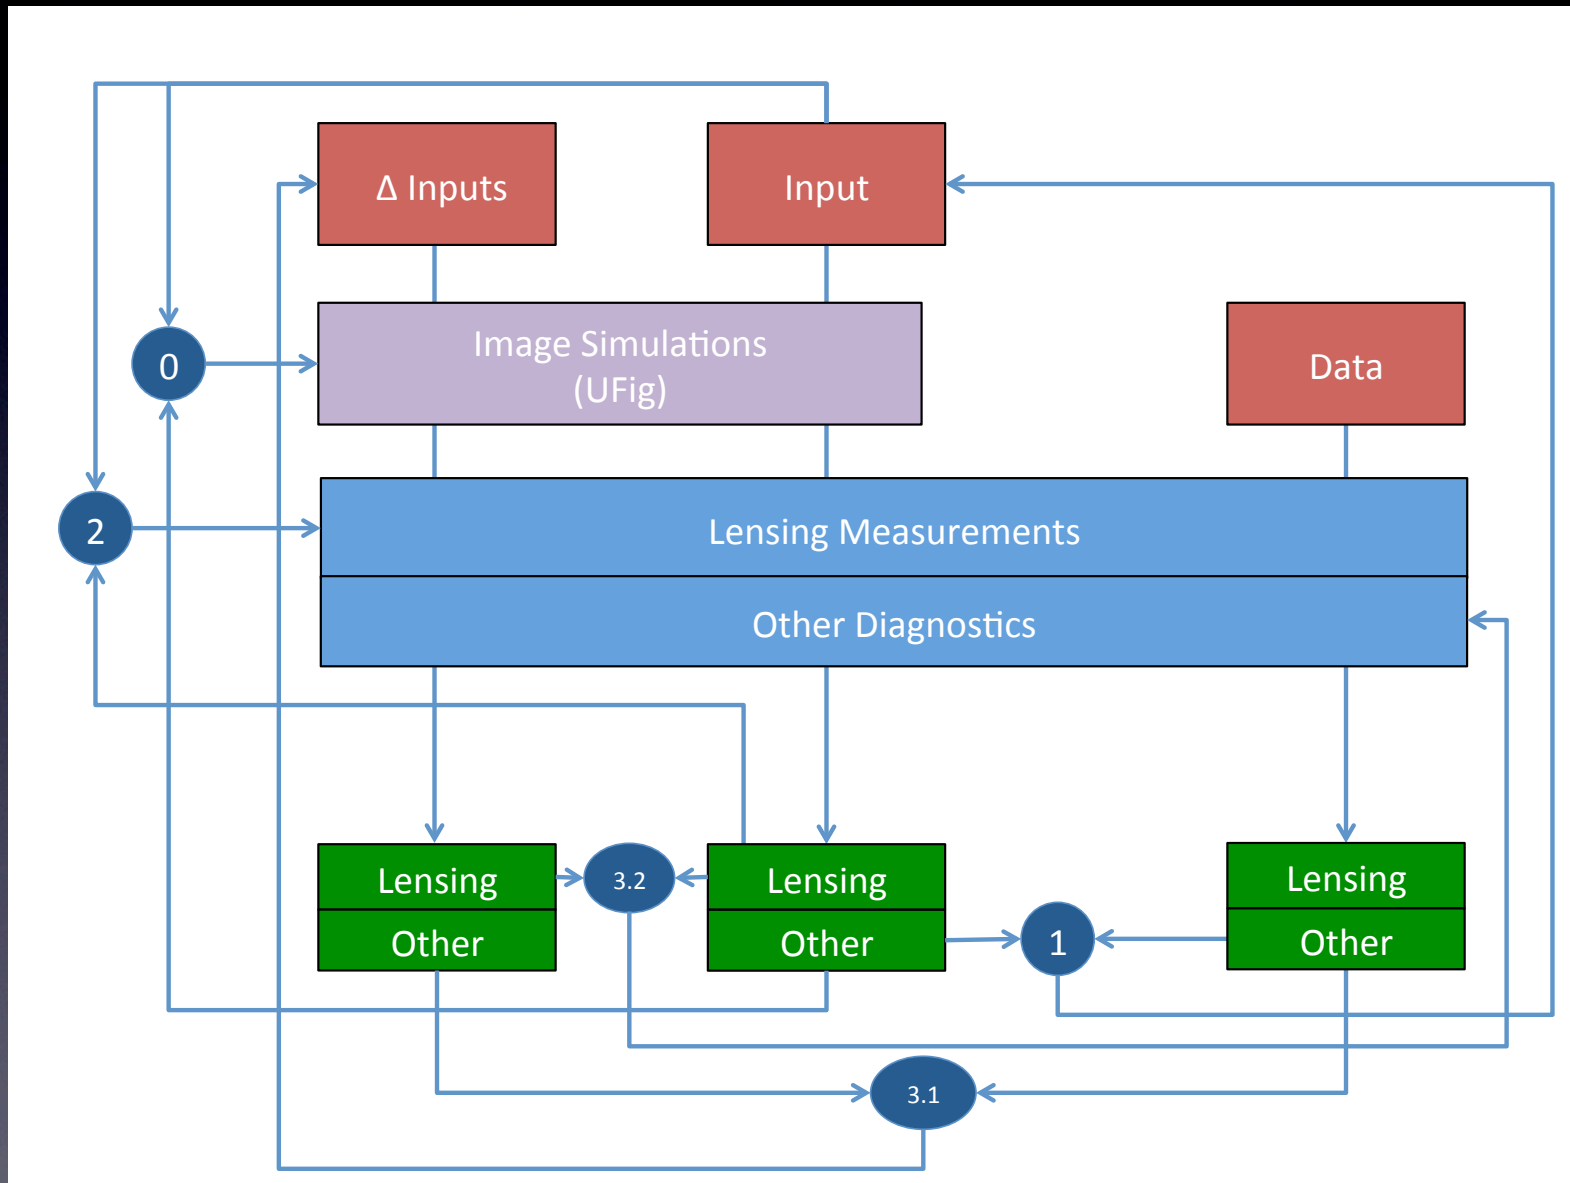 Δ Inputs
Input
Image Simulations
(UFig)
0
Data
2
Lensing Measurements
Other Diagnostics
Lensing
3.2
Lensing
Lensing
Other
Other
1
Other
3.1